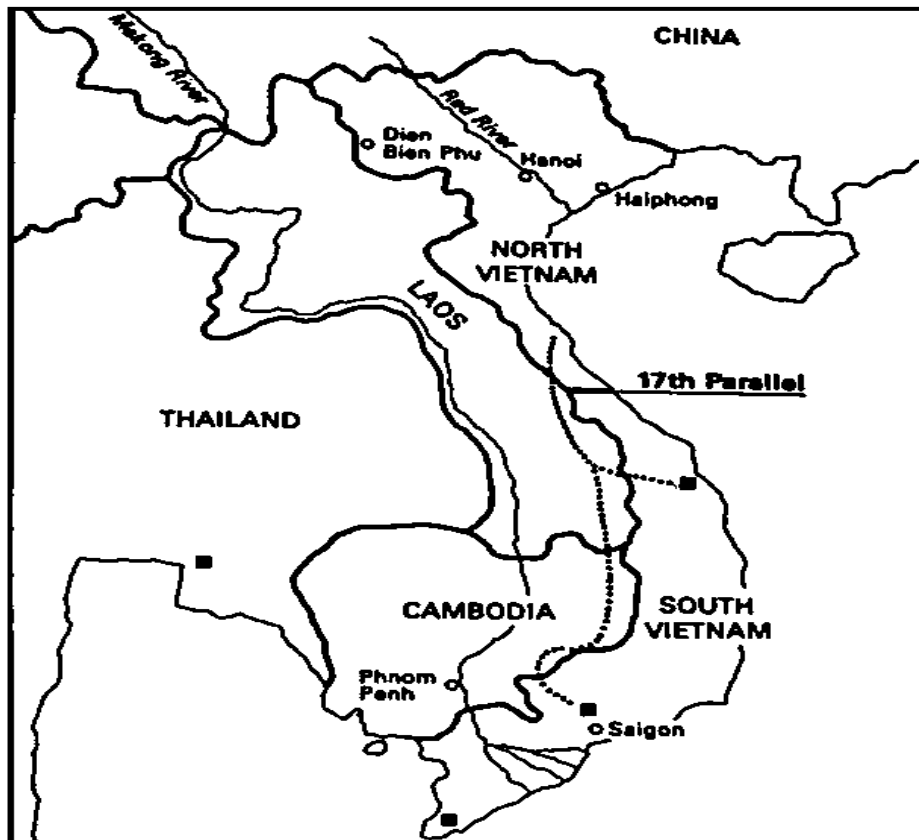 CHINA
Mekong River
Red River
Dien
Bien Phu
Hanoi
Haiphong
NORTH
VIETNAM
LAOS
17th Parallel
THAILAND
CAMBODIA
SOUTH
VIETNAM
Phnom
Penh
Saigon